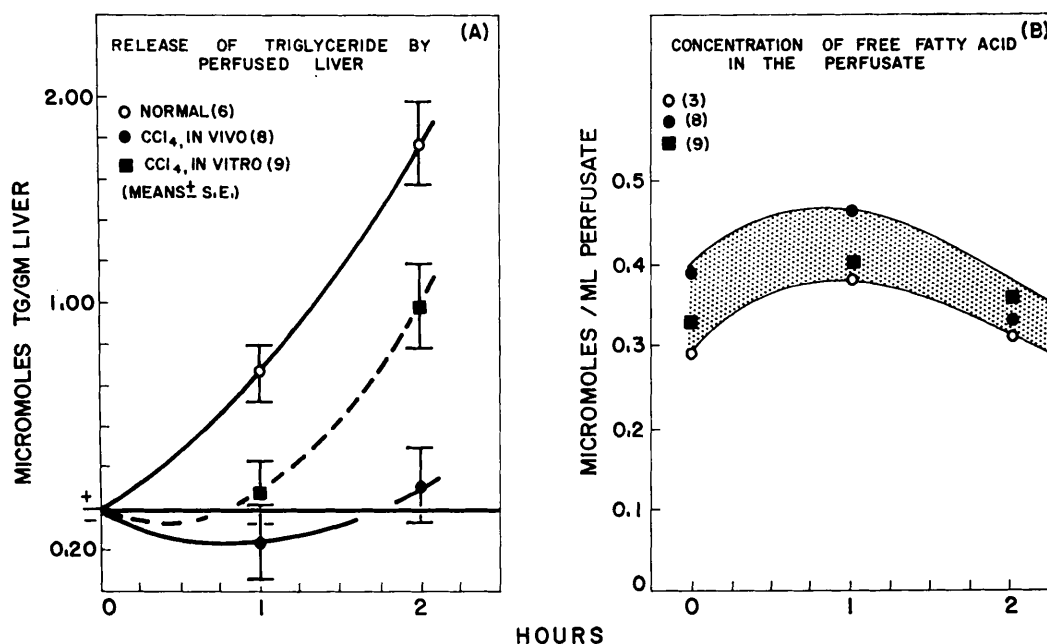 (A)
RELEASE OF TRIGLYCERIDE BY
PERFUSED LIVER
NORMAL (6)
CCl4, IN VIVO (8)
CCl4, IN VITRO (9)
(MEANS ± S.E.)
MICROMOLES TG/GM LIVER
2.00
1.00
+
−
0.20
0
1
2
(B)
CONCENTRATION OF FREE FATTY ACID
IN THE PERFUSATE
(3)
(8)
(9)
MICROMOLES / ML PERFUSATE
0.5
0.4
0.3
0.2
0.1
0
0
1
2
HOURS